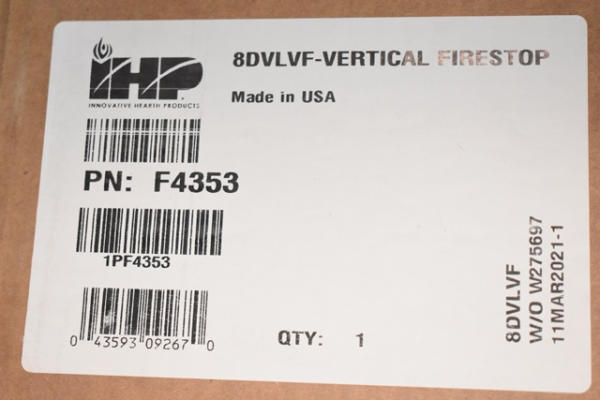 IHP
INNOVATIVE HEARTH PRODUCTS
8DVLVF-VERTICAL FIRESTOP
Made in USA
PN: F4353
1PF4353
0 43593 09267 0
QTY: 1
8DVLVF
W/O W275697
11MAR2021-1